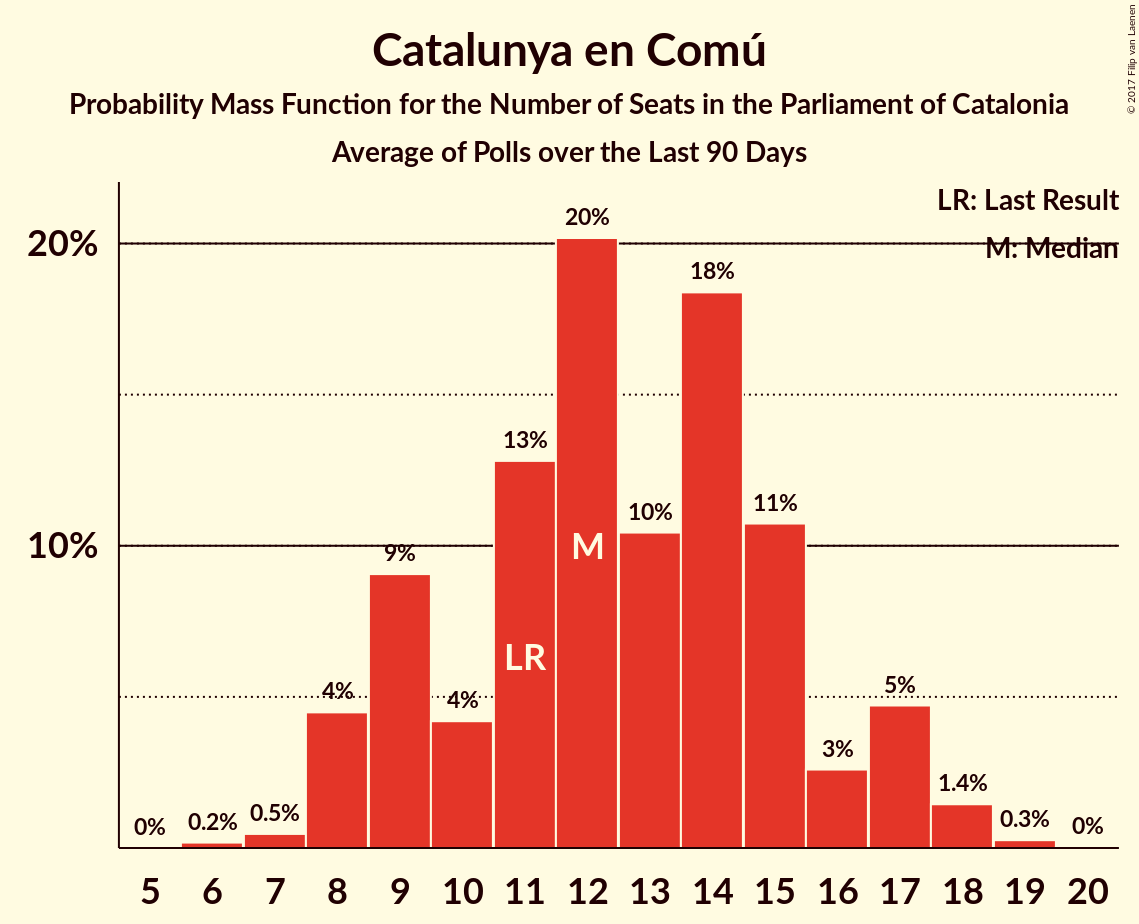 Catalunya en Comú
Probability Mass Function for the Number of Seats in the Parliament of Catalonia
Average of Polls over the Last 90 Days
© 2017 Filip van Laenen
LR: Last Result
M: Median
20%
10%
0%
0.2%
0.5%
4%
9%
4%
13%
20%
10%
18%
11%
3%
5%
1.4%
0.3%
0%
LR
M
5 6 7 8 9 10 11 12 13 14 15 16 17 18 19 20